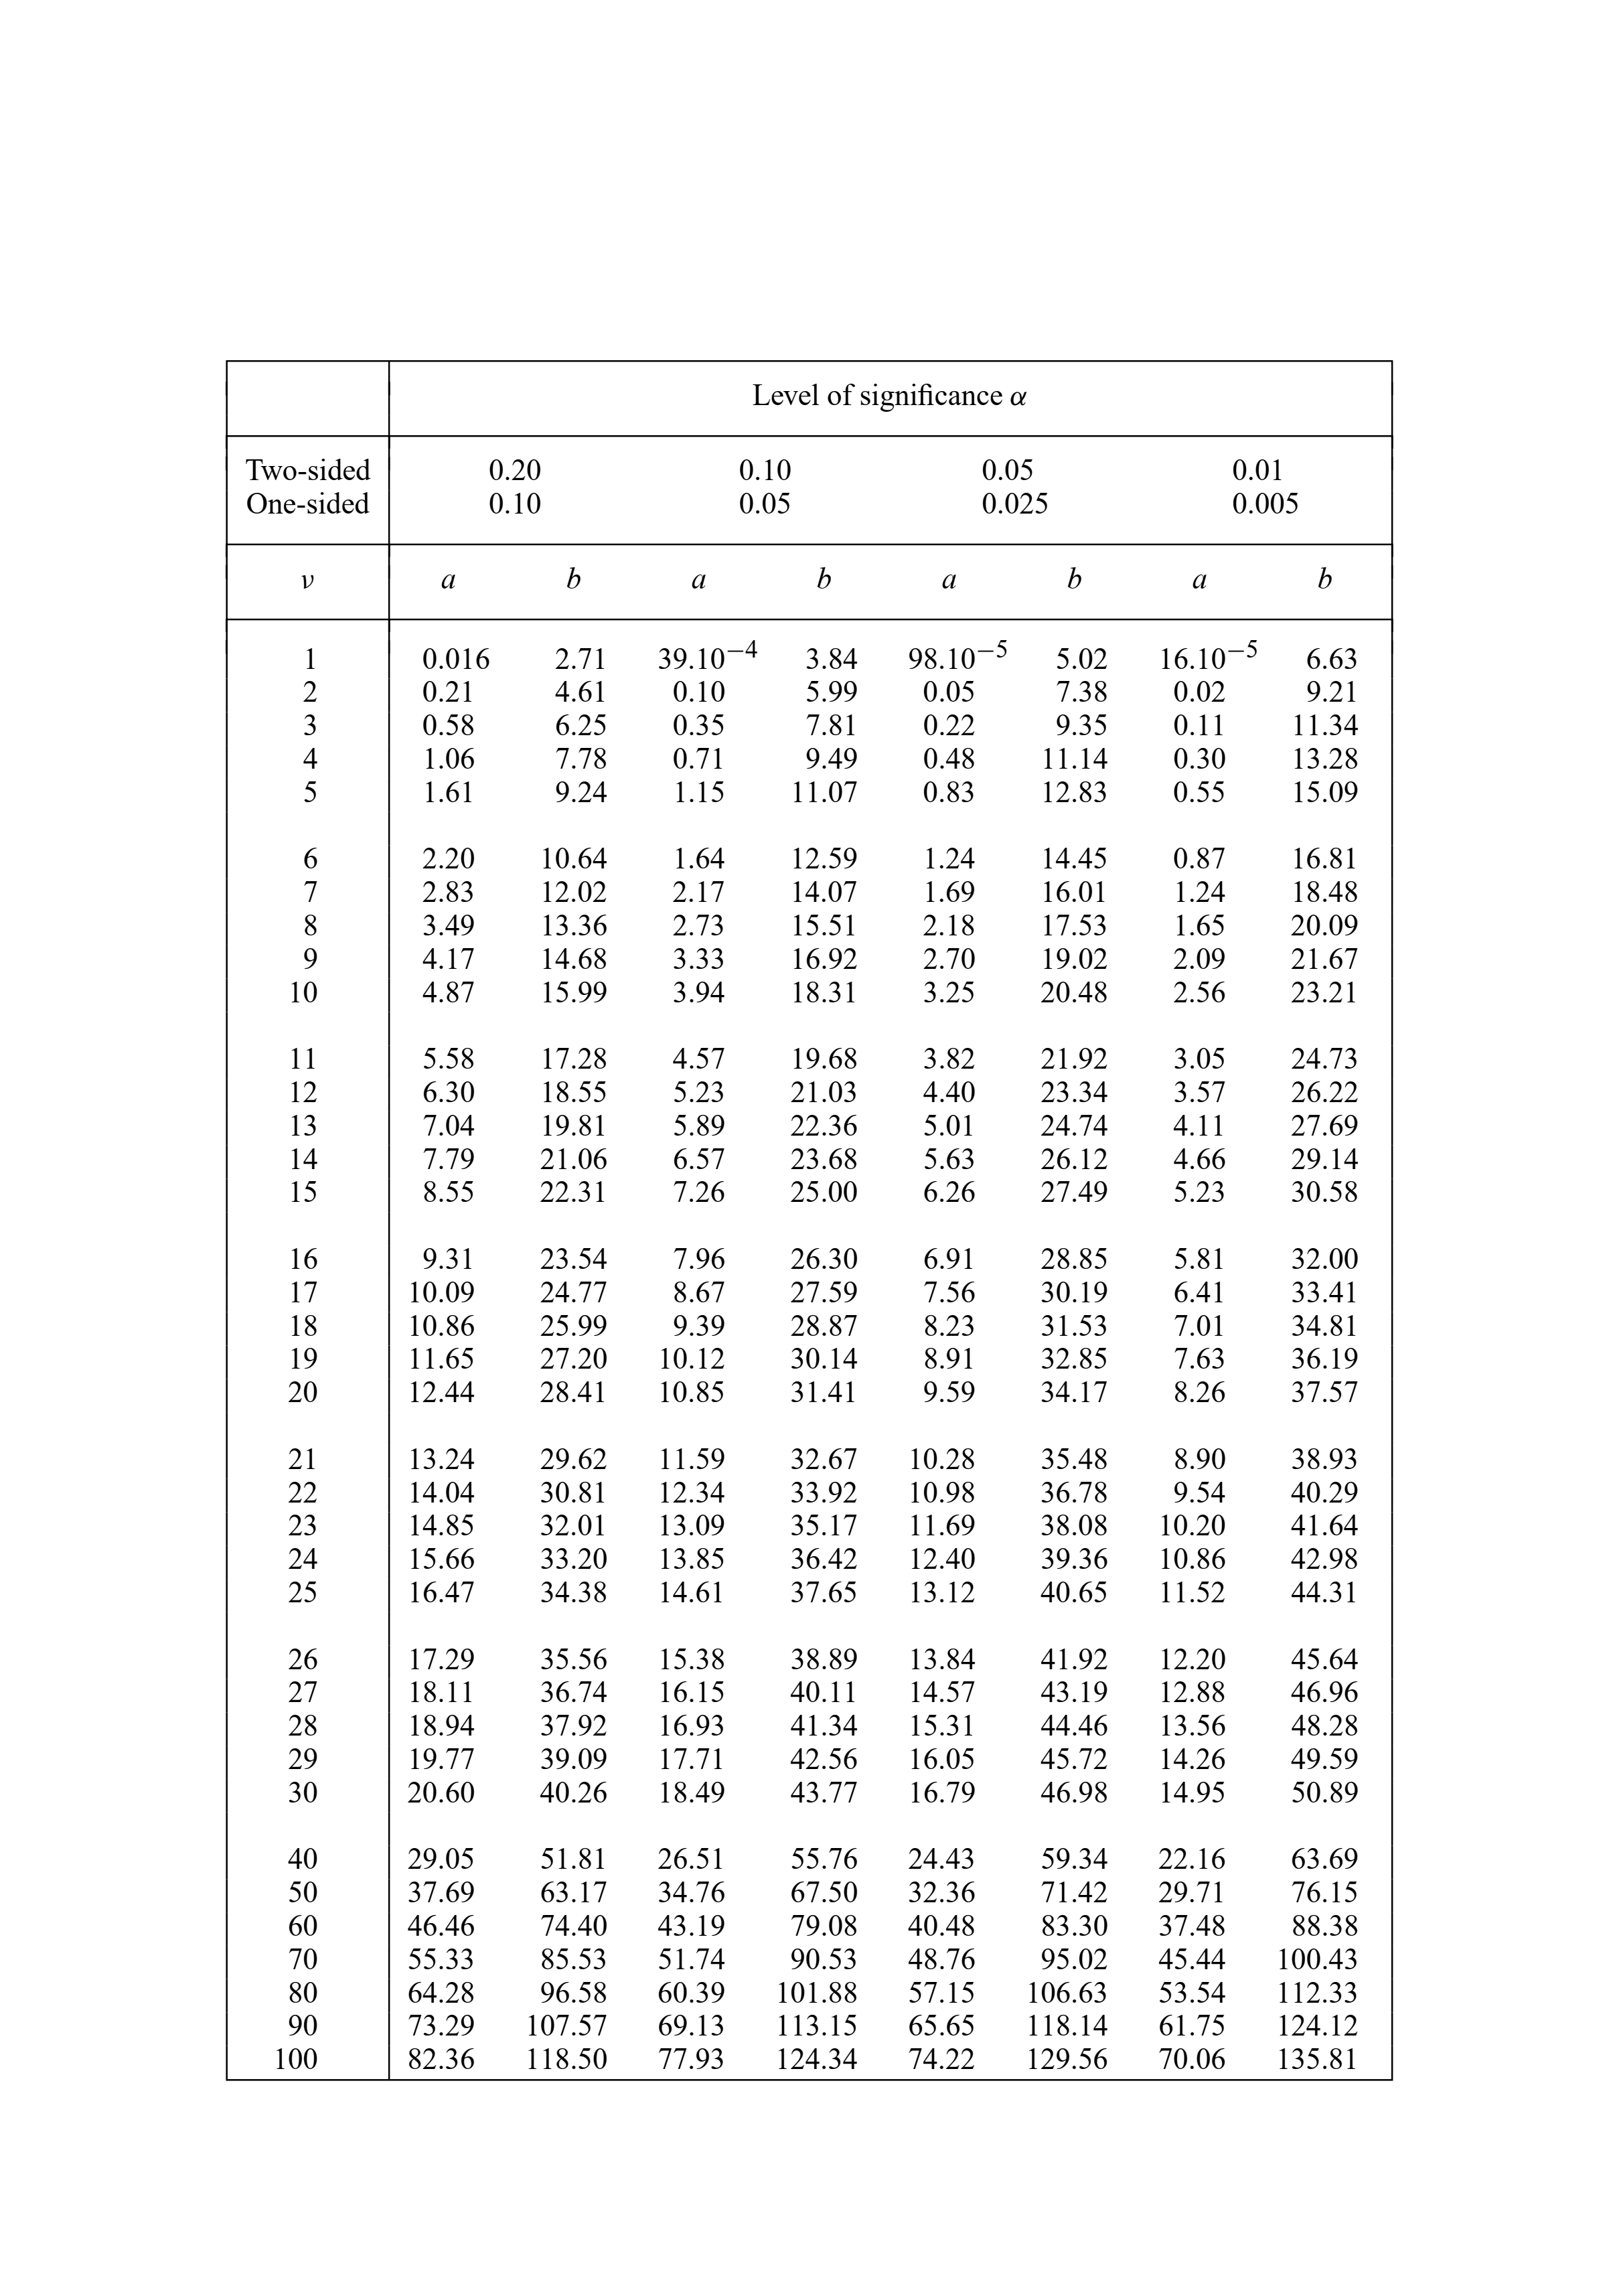 Level of significance α
Two-sided 0.20 0.10 0.05 0.01
One-sided 0.10 0.05 0.025 0.005
ν a b a b a b a b
1 0.016 2.71 39.10−4 3.84 98.10−5 5.02 16.10−5 6.63
2 0.21 4.61 0.10 5.99 0.05 7.38 0.02 9.21
3 0.58 6.25 0.35 7.81 0.22 9.35 0.11 11.34
4 1.06 7.78 0.71 9.49 0.48 11.14 0.30 13.28
5 1.61 9.24 1.15 11.07 0.83 12.83 0.55 15.09
6 2.20 10.64 1.64 12.59 1.24 14.45 0.87 16.81
7 2.83 12.02 2.17 14.07 1.69 16.01 1.24 18.48
8 3.49 13.36 2.73 15.51 2.18 17.53 1.65 20.09
9 4.17 14.68 3.33 16.92 2.70 19.02 2.09 21.67
10 4.87 15.99 3.94 18.31 3.25 20.48 2.56 23.21
11 5.58 17.28 4.57 19.68 3.82 21.92 3.05 24.73
12 6.30 18.55 5.23 21.03 4.40 23.34 3.57 26.22
13 7.04 19.81 5.89 22.36 5.01 24.74 4.11 27.69
14 7.79 21.06 6.57 23.68 5.63 26.12 4.66 29.14
15 8.55 22.31 7.26 25.00 6.26 27.49 5.23 30.58
16 9.31 23.54 7.96 26.30 6.91 28.85 5.81 32.00
17 10.09 24.77 8.67 27.59 7.56 30.19 6.41 33.41
18 10.86 25.99 9.39 28.87 8.23 31.53 7.01 34.81
19 11.65 27.20 10.12 30.14 8.91 32.85 7.63 36.19
20 12.44 28.41 10.85 31.41 9.59 34.17 8.26 37.57
21 13.24 29.62 11.59 32.67 10.28 35.48 8.90 38.93
22 14.04 30.81 12.34 33.92 10.98 36.78 9.54 40.29
23 14.85 32.01 13.09 35.17 11.69 38.08 10.20 41.64
24 15.66 33.20 13.85 36.42 12.40 39.36 10.86 42.98
25 16.47 34.38 14.61 37.65 13.12 40.65 11.52 44.31
26 17.29 35.56 15.38 38.89 13.84 41.92 12.20 45.64
27 18.11 36.74 16.15 40.11 14.57 43.19 12.88 46.96
28 18.94 37.92 16.93 41.34 15.31 44.46 13.56 48.28
29 19.77 39.09 17.71 42.56 16.05 45.72 14.26 49.59
30 20.60 40.26 18.49 43.77 16.79 46.98 14.95 50.89
40 29.05 51.81 26.51 55.76 24.43 59.34 22.16 63.69
50 37.69 63.17 34.76 67.50 32.36 71.42 29.71 76.15
60 46.46 74.40 43.19 79.08 40.48 83.30 37.48 88.38
70 55.33 85.53 51.74 90.53 48.76 95.02 45.44 100.43
80 64.28 96.58 60.39 101.88 57.15 106.63 53.54 112.33
90 73.29 107.57 69.13 113.15 65.65 118.14 61.75 124.12
100 82.36 118.50 77.93 124.34 74.22 129.56 70.06 135.81